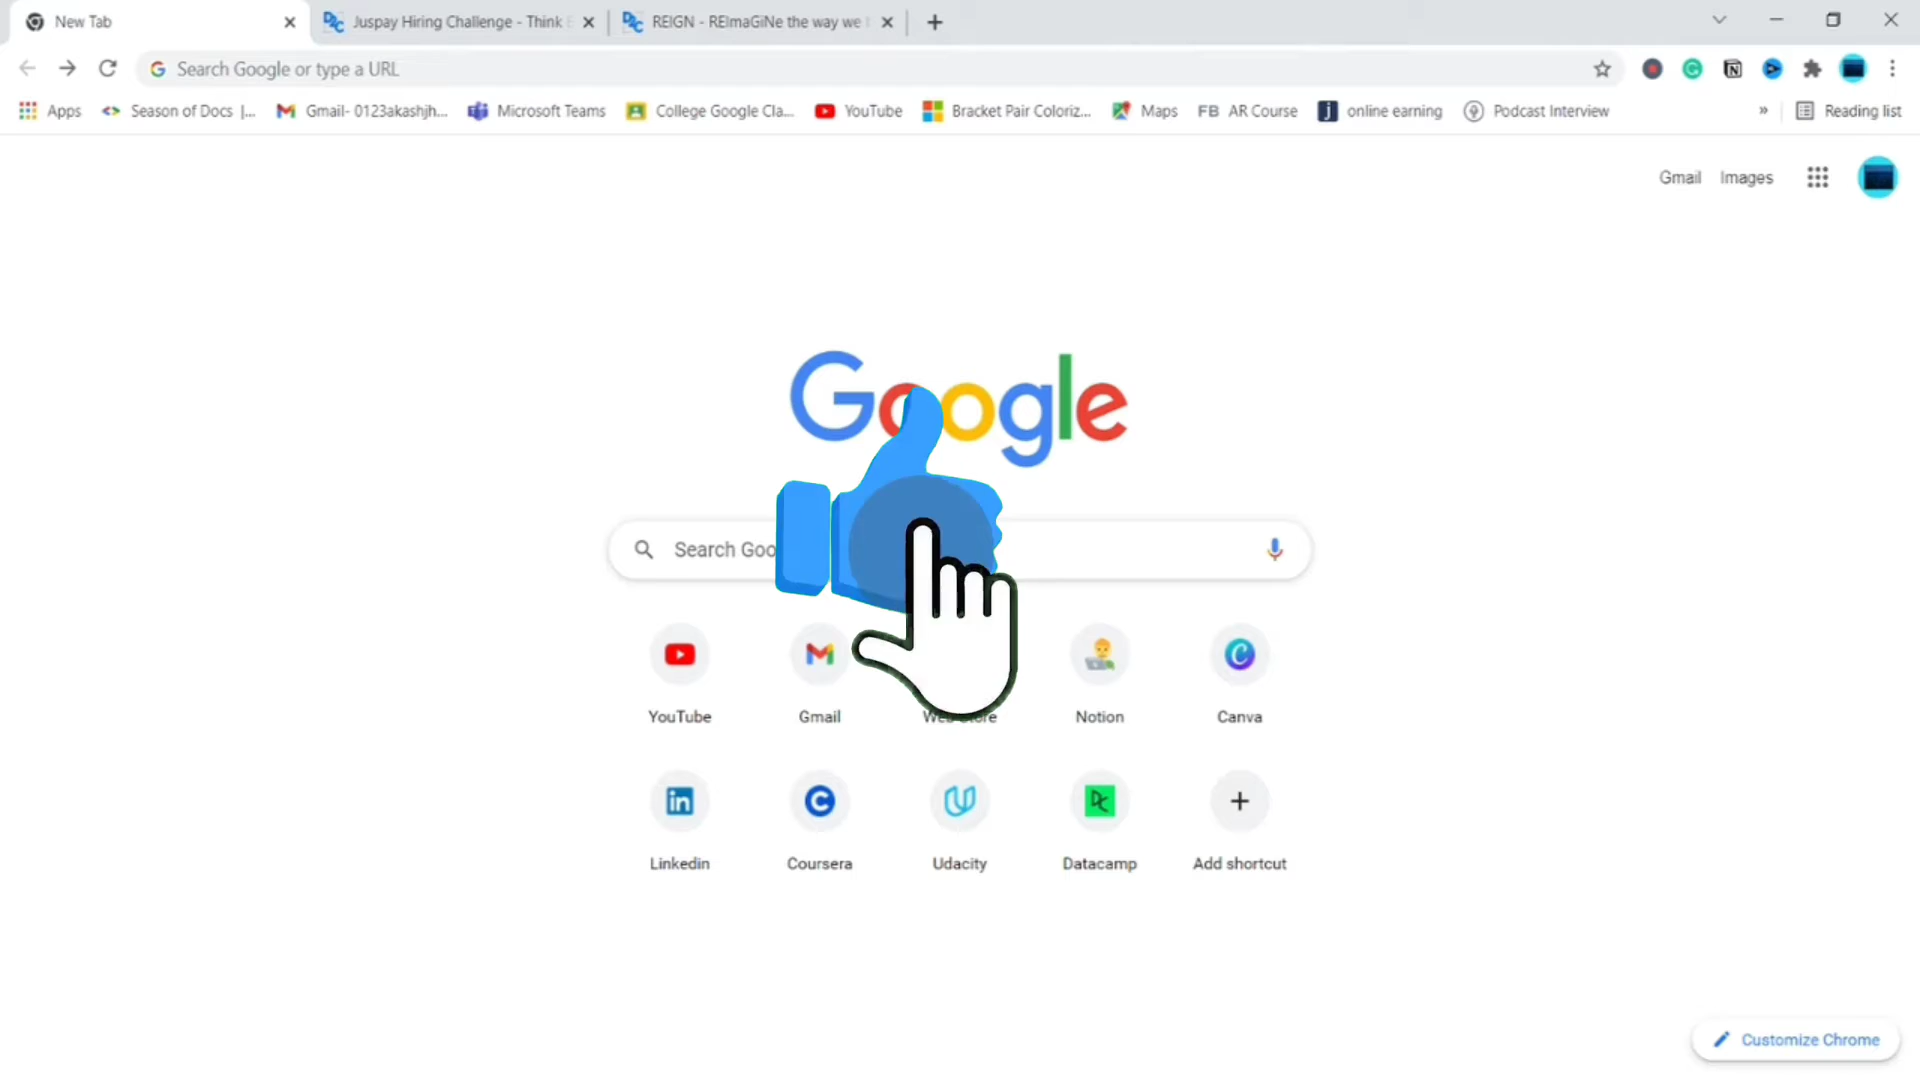 New Tab
Juspay Hiring Challenge - Think
REIGN - REImaGiNe the way we
Search Google or type a URL
Apps
Season of Docs |...
Gmail- 0123akashjh...
Microsoft Teams
College Google Cla...
YouTube
Bracket Pair Coloriz...
Maps
FB AR Course
online earning
Podcast Interview
»
Reading list
Gmail
Images
Google
Search Goo
YouTube
Gmail
Web Store
Notion
Canva
Linkedin
Coursera
Udacity
Datacamp
Add shortcut
Customize Chrome